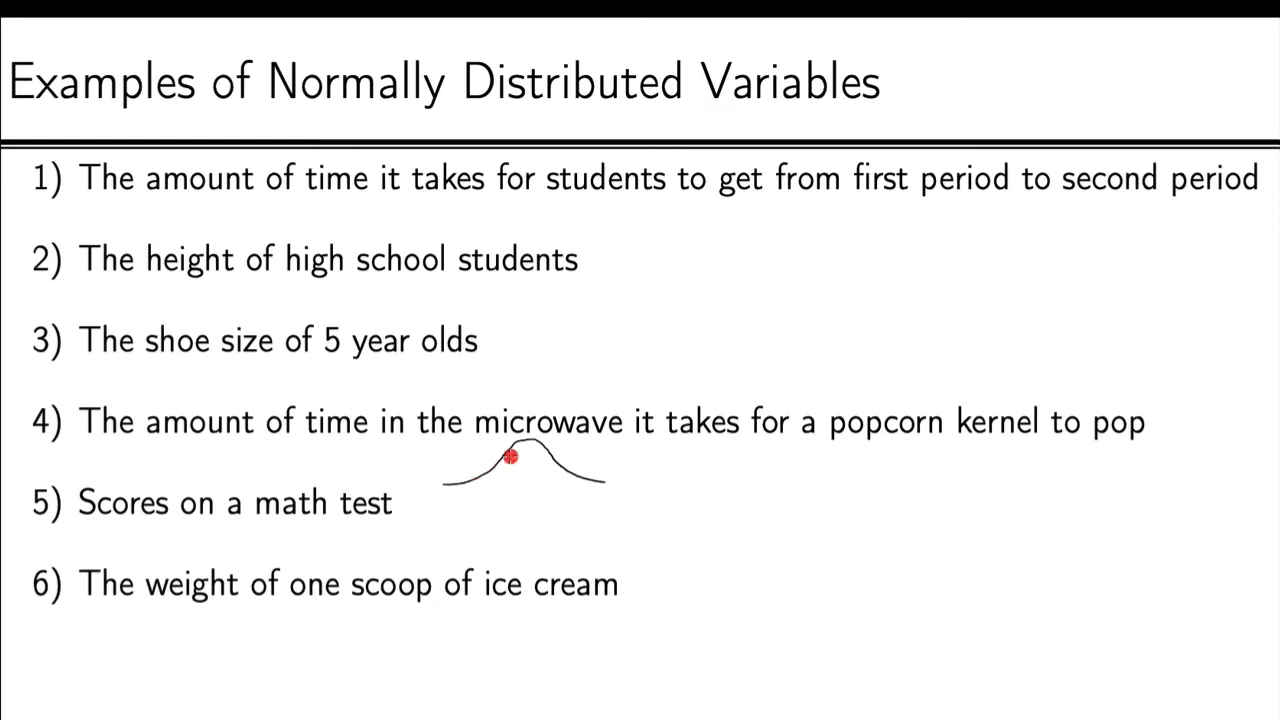 Examples of Normally Distributed Variables
1) The amount of time it takes for students to get from first period to second period
2) The height of high school students
3) The shoe size of 5 year olds
4) The amount of time in the microwave it takes for a popcorn kernel to pop
5) Scores on a math test
6) The weight of one scoop of ice cream